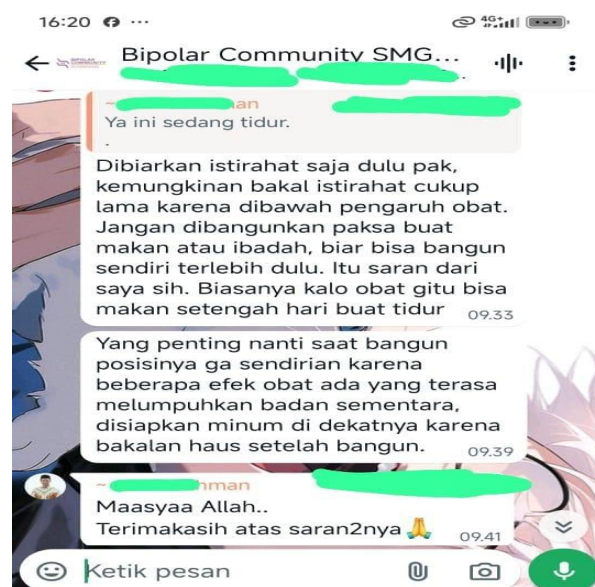 16:20
4G+
Bipolar Community SMG...
an
Ya ini sedang tidur.
.
Dibiarkan istirahat saja dulu pak,
kemungkinan bakal istirahat cukup
lama karena dibawah pengaruh obat.
Jangan dibangunkan paksa buat
makan atau ibadah, biar bisa bangun
sendiri terlebih dulu. Itu saran dari
saya sih. Biasanya kalo obat gitu bisa
makan setengah hari buat tidur 09.33
Yang penting nanti saat bangun
posisinya ga sendirian karena
beberapa efek obat ada yang terasa
melumpuhkan badan sementara,
disiapkan minum di dekatnya karena
bakalan haus setelah bangun. 09.39
hman
Maasyaa Allah..
Terimakasih atas saran2nya🙏 09.41
Ketik pesan